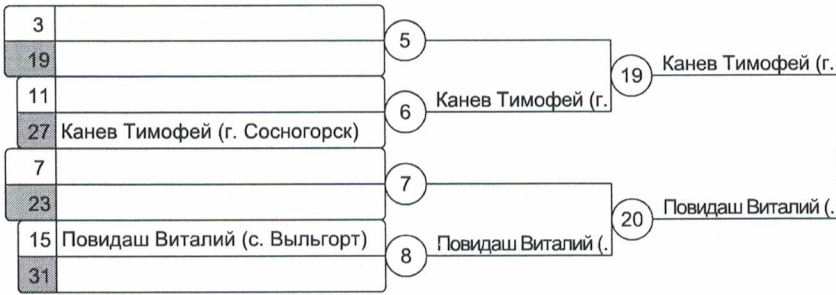 3
19
5
11
27 Канев Тимофей (г. Сосногорск)
6
Канев Тимофей (г.
19
Канев Тимофей (г.
7
23
7
15 Повидаш Виталий (с. Выльгорт)
31
8
Повидаш Виталий (.
20
Повидаш Виталий (.